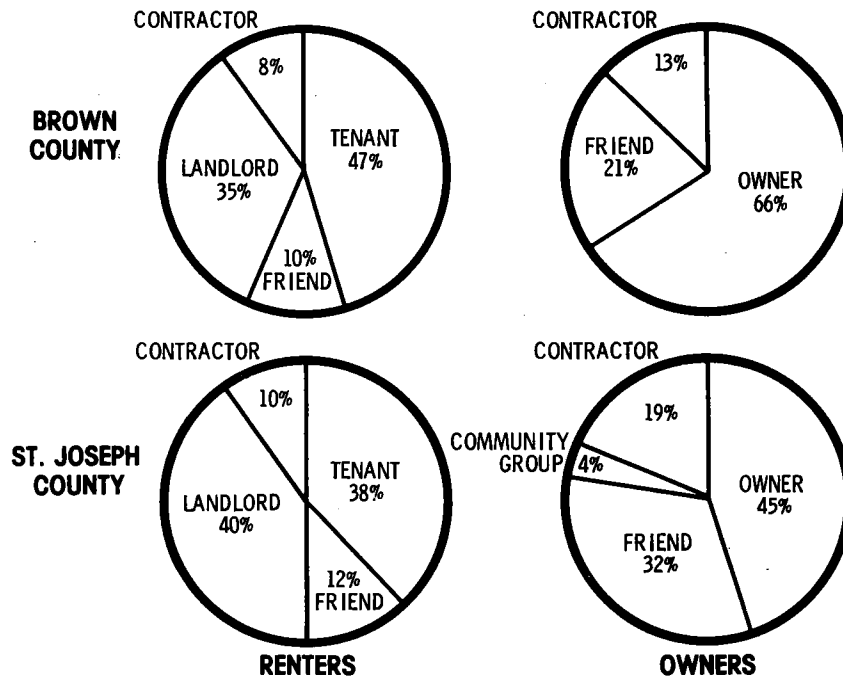 CONTRACTOR
8%
TENANT
47%
LANDLORD
35%
10%
FRIEND
BROWN
COUNTY
CONTRACTOR
13%
FRIEND
21%
OWNER
66%
CONTRACTOR
10%
TENANT
38%
LANDLORD
40%
12%
FRIEND
ST. JOSEPH
COUNTY
RENTERS
CONTRACTOR
19%
COMMUNITY
GROUP
4%
OWNER
45%
FRIEND
32%
OWNERS